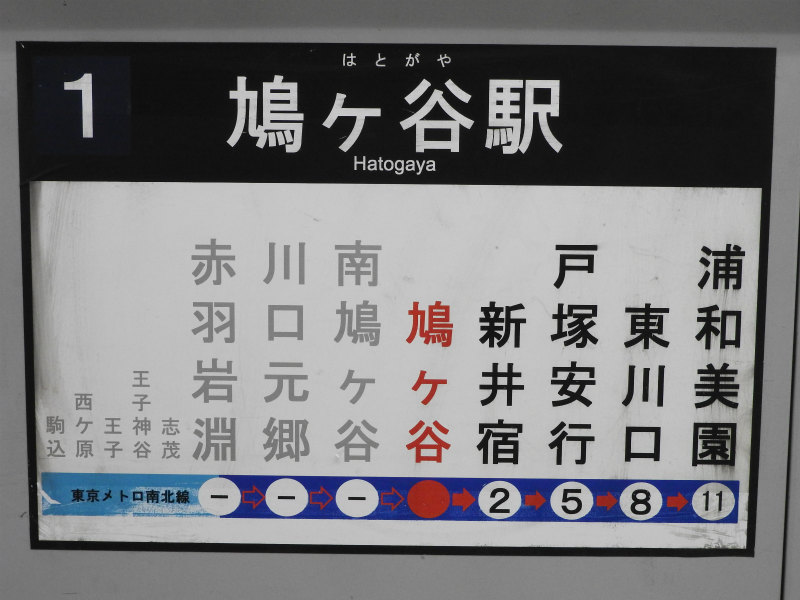 1
はとがや
鳩ヶ谷駅
Hatogaya
駒込
西ケ原
王子
王子神谷
志茂
赤羽岩淵
川口元郷
南鳩ヶ谷
鳩ヶ谷
新井宿
戸塚安行
東川口
浦和美園
東京メトロ南北線 ー ー ー 2 5 8 11